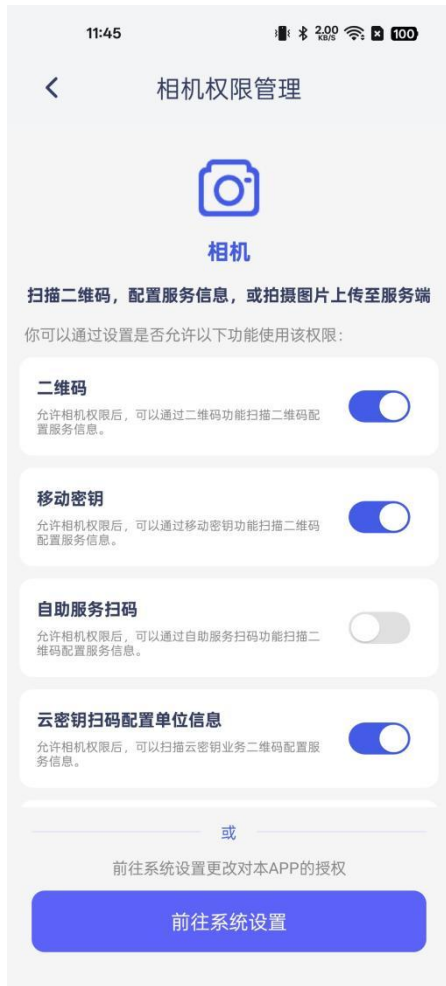 11:45
2.00 KB/S
100
相机权限管理
相机
扫描二维码，配置服务信息，或拍摄图片上传至服务端
你可以通过设置是否允许以下功能使用该权限：
二维码
允许相机权限后，可以通过二维码功能扫描二维码配
置服务信息。
移动密钥
允许相机权限后，可以通过移动密钥功能扫描二维码
配置服务信息。
自助服务扫码
允许相机权限后，可以通过自助服务扫码功能扫描二
维码配置服务信息。
云密钥扫码配置单位信息
允许相机权限后，可以扫描云密钥业务二维码配置服
务信息。
或
前往系统设置更改对本APP的授权
前往系统设置